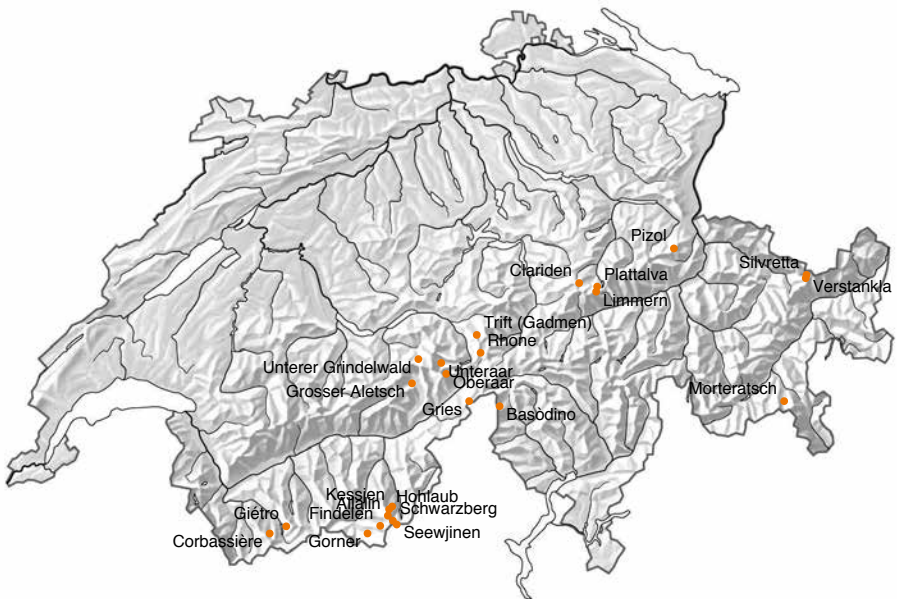 Pizol
Silvretta
Clariden
Plattalva
Verstankla
Limmern
Trift (Gadmen)
Rhone
Unterer Grindelwald
Unteraar
Oberaar
Grosser Aletsch
Morteratsch
Gries
Basòdino
Kessjen
Hohlaub
Allalin
Schwarzberg
Giétro
Findelen
Seewjinen
Corbassière
Gorner